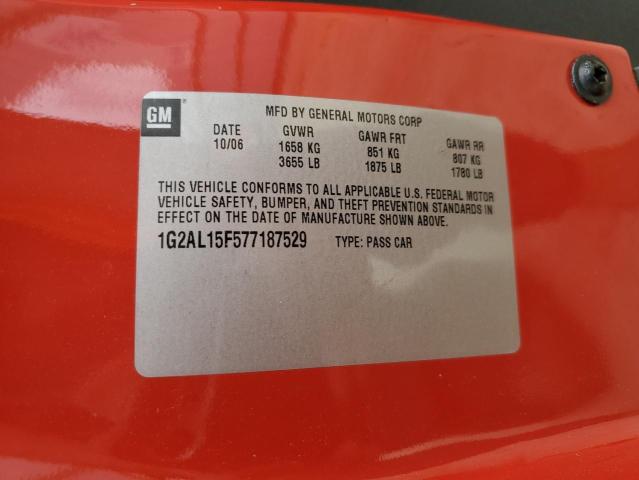 GM
MFD BY GENERAL MOTORS CORP
DATE GVWR GAWR FRT GAWR RR
10/06 1658 KG 851 KG 807 KG
3655 LB 1875 LB 1780 LB
THIS VEHICLE CONFORMS TO ALL APPLICABLE U.S. FEDERAL MOTOR
VEHICLE SAFETY, BUMPER, AND THEFT PREVENTION STANDARDS IN
EFFECT ON THE DATE OF MANUFACTURE SHOWN ABOVE.
1G2AL15F577187529 TYPE: PASS CAR